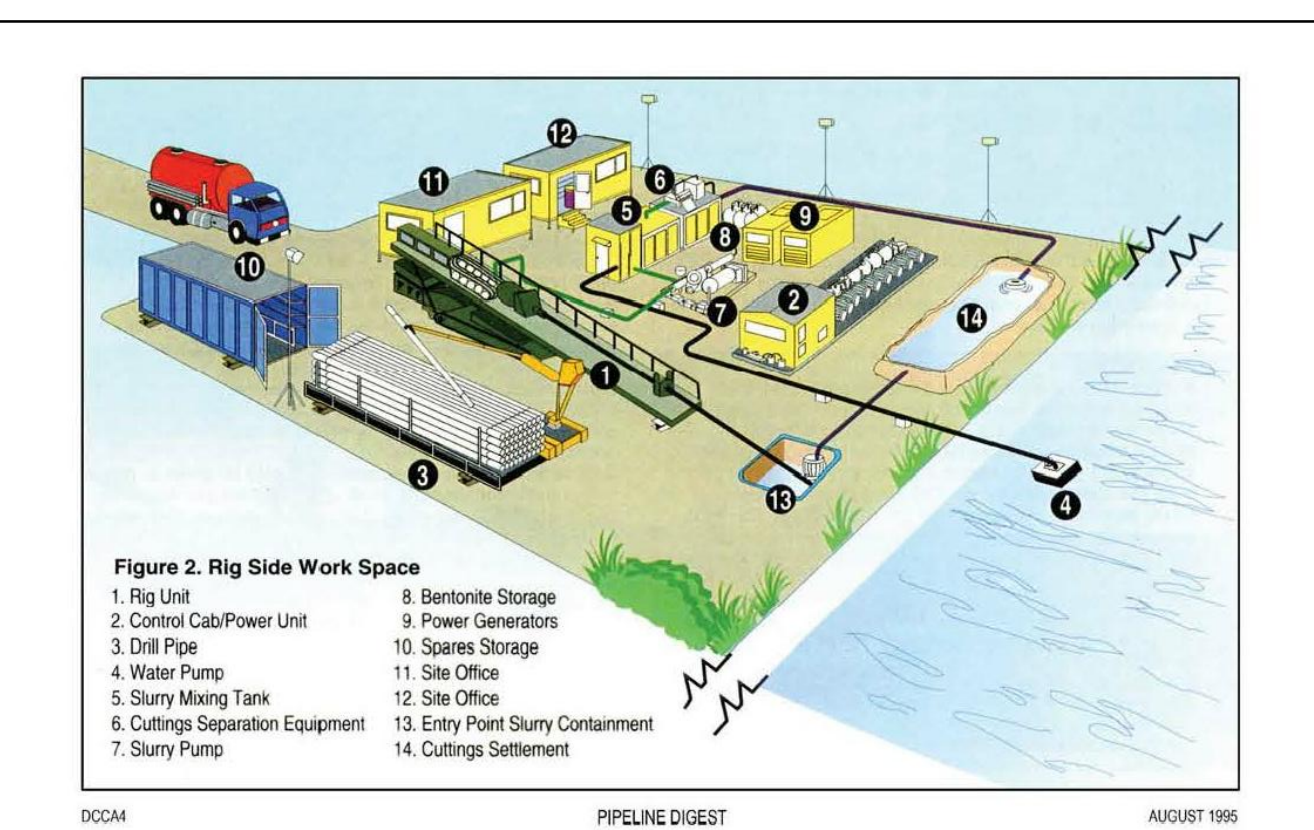 12
11
6
5
9
8
10
2
7
14
1
3
13
4
Figure 2. Rig Side Work Space
1. Rig Unit
2. Control Cab/Power Unit
3. Drill Pipe
4. Water Pump
5. Slurry Mixing Tank
6. Cuttings Separation Equipment
7. Slurry Pump
8. Bentonite Storage
9. Power Generators
10. Spares Storage
11. Site Office
12. Site Office
13. Entry Point Slurry Containment
14. Cuttings Settlement
DCCA4
PIPELINE DIGEST
AUGUST 1995